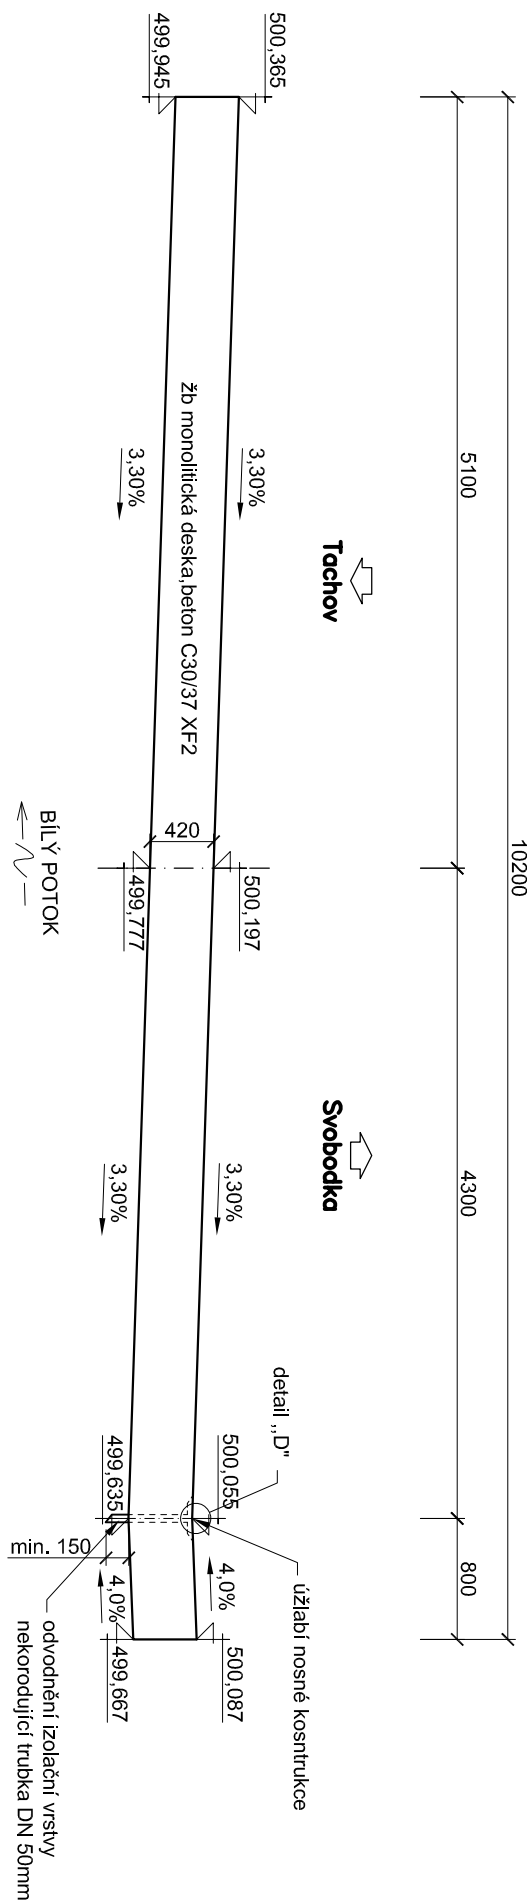 10200
5100
4300
800
Tachov
Svobodka
500,365
499,945
3,30%
3,30%
žb monolitická deska,beton C30/37 XF2
420
500,197
499,777
BÍLÝ POTOK
3,30%
3,30%
detail ,,D"
500,055
499,635
úžlabí nosné kosntrukce
4,0%
4,0%
500,087
499,667
min. 150
odvodnění izolační vrstvy
nekorodující trubka DN 50mm